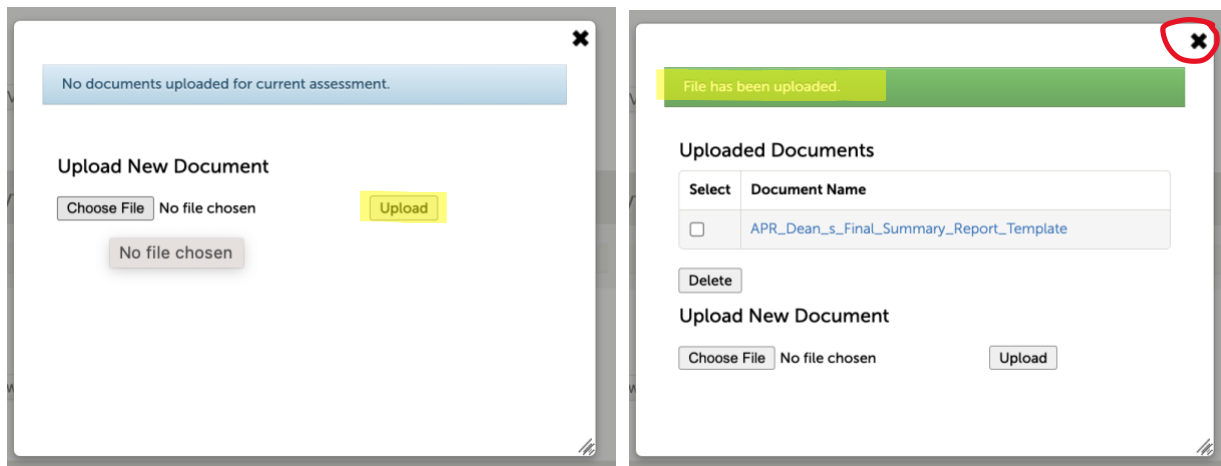 No documents uploaded for current assessment.
Upload New Document
Choose File No file chosen Upload
No file chosen
File has been uploaded.
Uploaded Documents
Select Document Name
APR_Dean_s_Final_Summary_Report_Template
Delete
Upload New Document
Choose File No file chosen Upload